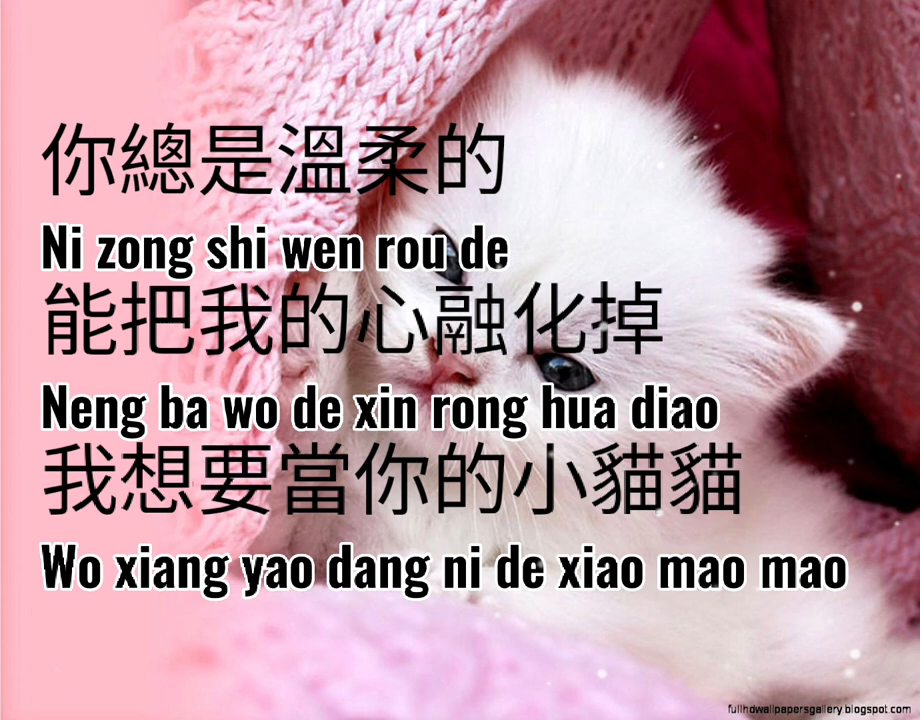 你總是溫柔的
Ni zong shi wen rou de
能把我的心融化掉
Neng ba wo de xin rong hua diao
我想要當你的小貓貓
Wo xiang yao dang ni de xiao mao mao
fullhdwallpapersgallery.blogspot.com